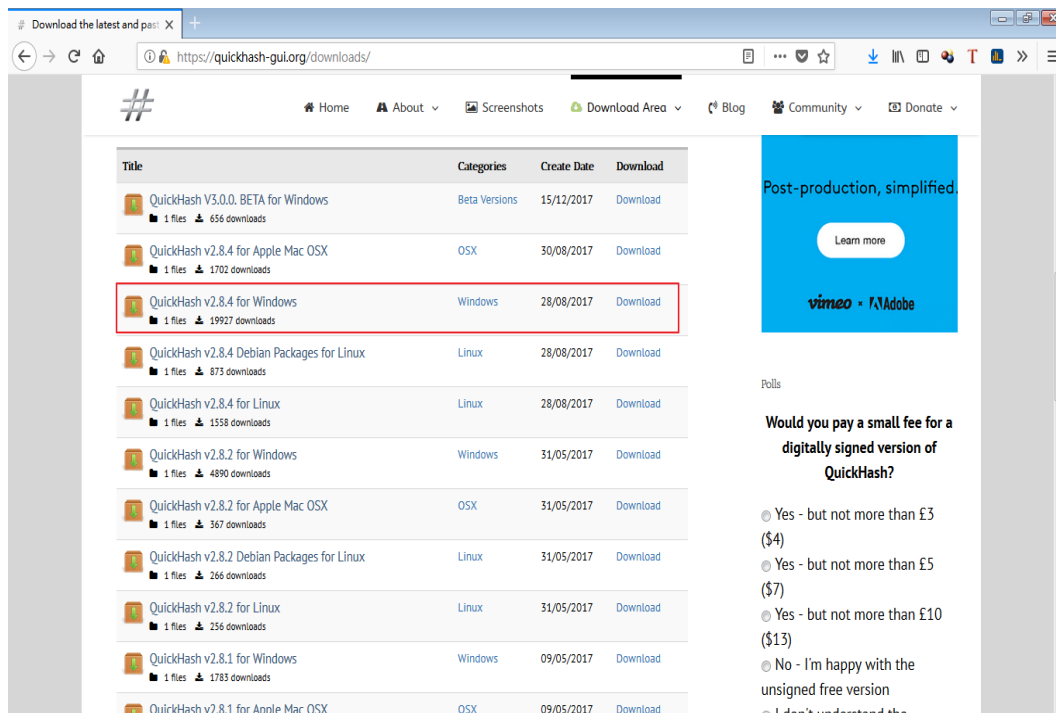 Download the latest and past
https://quickhash-gui.org/downloads/
Home About Screenshots Download Area Blog Community Donate
Title Categories Create Date Download
QuickHash V3.0.0. BETA for Windows Beta Versions 15/12/2017 Download
1 files 656 downloads
QuickHash v2.8.4 for Apple Mac OSX OSX 30/08/2017 Download
1 files 1702 downloads
QuickHash v2.8.4 for Windows Windows 28/08/2017 Download
1 files 19927 downloads
QuickHash v2.8.4 Debian Packages for Linux Linux 28/08/2017 Download
1 files 873 downloads
QuickHash v2.8.4 for Linux Linux 28/08/2017 Download
1 files 1558 downloads
QuickHash v2.8.2 for Windows Windows 31/05/2017 Download
1 files 4890 downloads
QuickHash v2.8.2 for Apple Mac OSX OSX 31/05/2017 Download
1 files 367 downloads
QuickHash v2.8.2 Debian Packages for Linux Linux 31/05/2017 Download
1 files 266 downloads
QuickHash v2.8.2 for Linux Linux 31/05/2017 Download
1 files 256 downloads
QuickHash v2.8.1 for Windows Windows 09/05/2017 Download
1 files 1783 downloads
QuickHash v2.8.1 for Apple Mac OSX OSX 09/05/2017 Download
Post-production, simplified.
Learn more
vimeo × Adobe
Polls
Would you pay a small fee for a
digitally signed version of
QuickHash?
Yes - but not more than £3
($4)
Yes - but not more than £5
($7)
Yes - but not more than £10
($13)
No - I'm happy with the
unsigned free version
I don't understand the